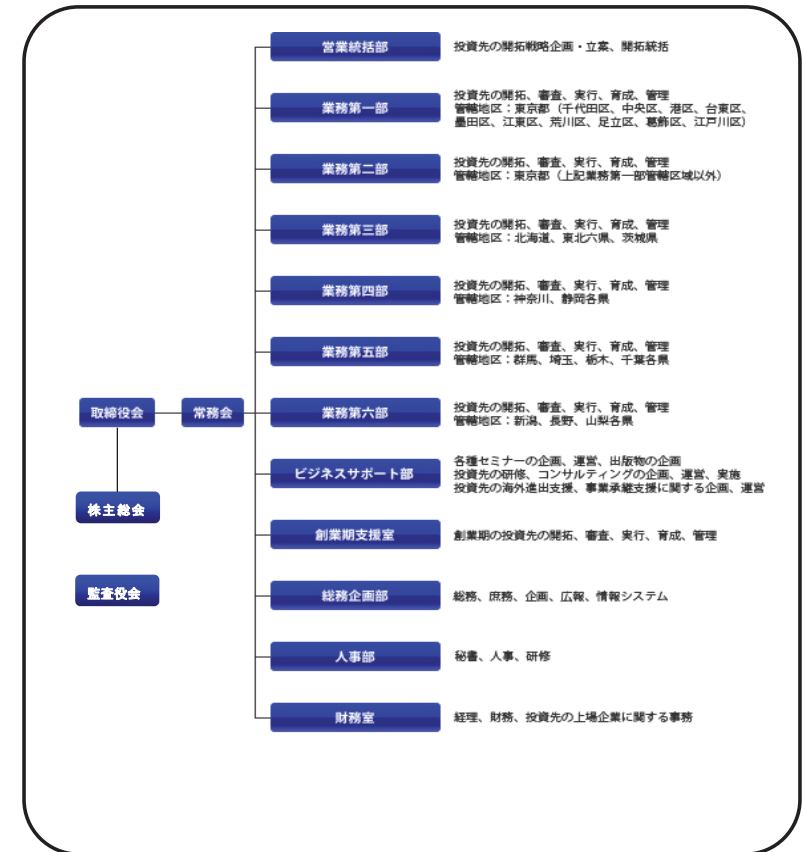 営業統括部
投資先の開拓戦略企画・立案、開拓統括
業務第一部
投資先の開拓、審査、実行、育成、管理
管轄地区：東京都（千代田区、中央区、港区、台東区、
墨田区、江東区、荒川区、足立区、葛飾区、江戸川区）
業務第二部
投資先の開拓、審査、実行、育成、管理
管轄地区：東京都（上記業務第一部管轄区域以外）
業務第三部
投資先の開拓、審査、実行、育成、管理
管轄地区：北海道、東北六県、茨城県
業務第四部
投資先の開拓、審査、実行、育成、管理
管轄地区：神奈川、静岡各県
業務第五部
投資先の開拓、審査、実行、育成、管理
管轄地区：群馬、埼玉、栃木、千葉各県
取締役会
常務会
業務第六部
投資先の開拓、審査、実行、育成、管理
管轄地区：新潟、長野、山梨各県
ビジネスサポート部
各種セミナーの企画、運営、出版物の企画
投資先の研修、コンサルティングの企画、運営、実施
投資先の海外進出支援、事業承継支援に関する企画、運営
株主総会
創業期支援室
創業期の投資先の開拓、審査、実行、育成、管理
監査役会
総務企画部
総務、庶務、企画、広報、情報システム
人事部
秘書、人事、研修
財務室
経理、財務、投資先の上場企業に関する事務